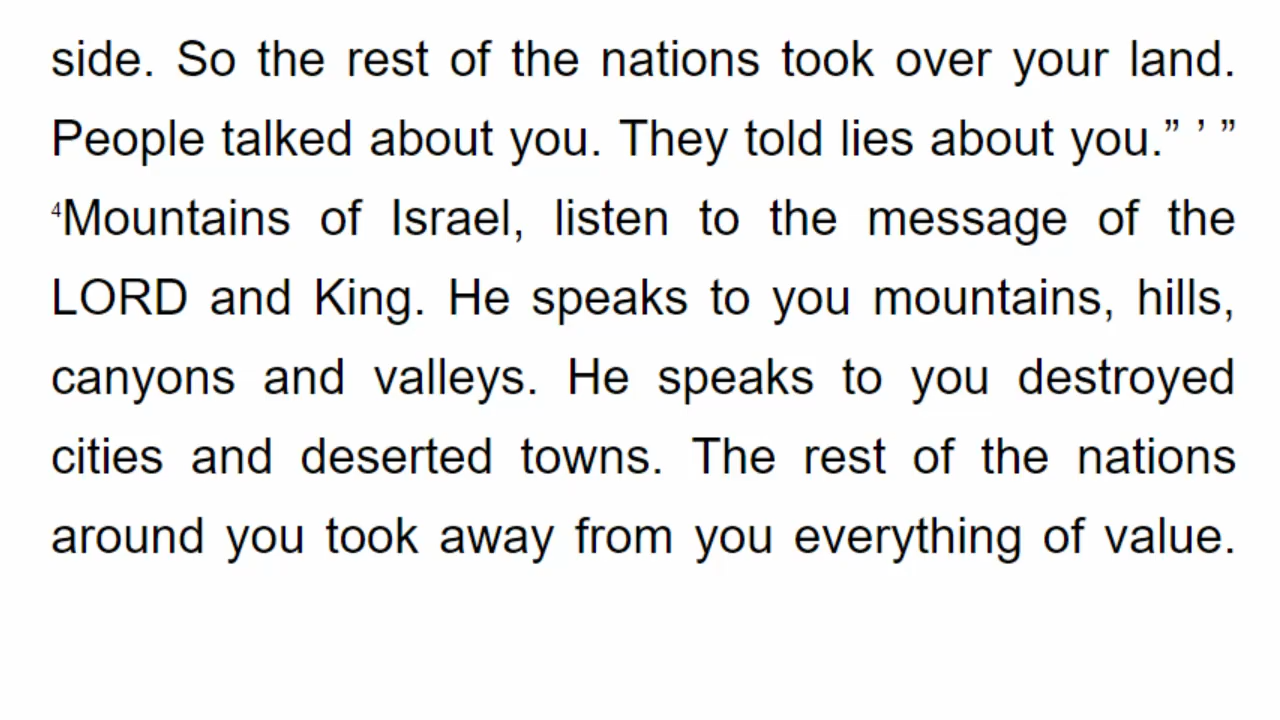 side. So the rest of the nations took over your land.
People talked about you. They told lies about you.” ’ ”
⁴Mountains of Israel, listen to the message of the
LORD and King. He speaks to you mountains, hills,
canyons and valleys. He speaks to you destroyed
cities and deserted towns. The rest of the nations
around you took away from you everything of value.